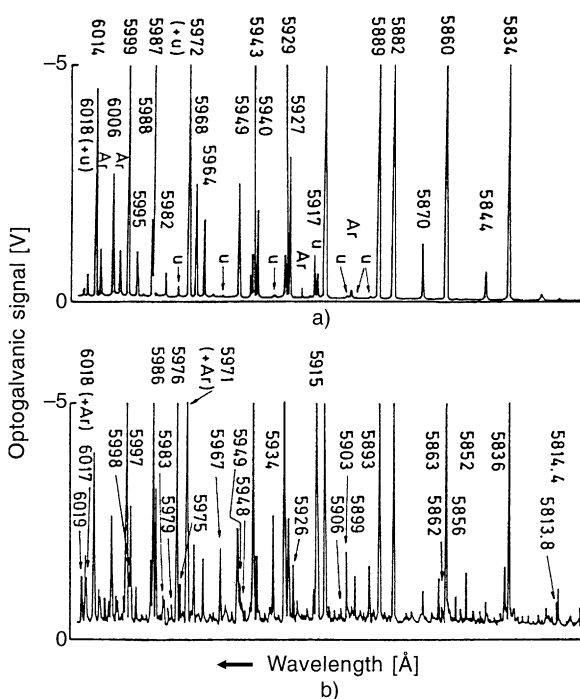 6014
5999
5987
5972
(+u)
5943
5929
5889
5882
5860
5834
-5
6018(+u)
6006
Ar
Ar
5988
5995
5982
u
5968
5964
u
5949
5940
u
5927
Ar
5917
u
u
Ar
u
5870
5844
0
a)
Optogalvanic signal [V]
-5
6018 (+Ar)
6017
6019
5998
5997
5986
5983
5979
5976
5975
5971
(+Ar)
5967
5949
5948
5934
5926
5915
5906
5903
5899
5893
5863
5862
5856
5852
5836
5814.4
5813.8
0
Wavelength [Å]
b)